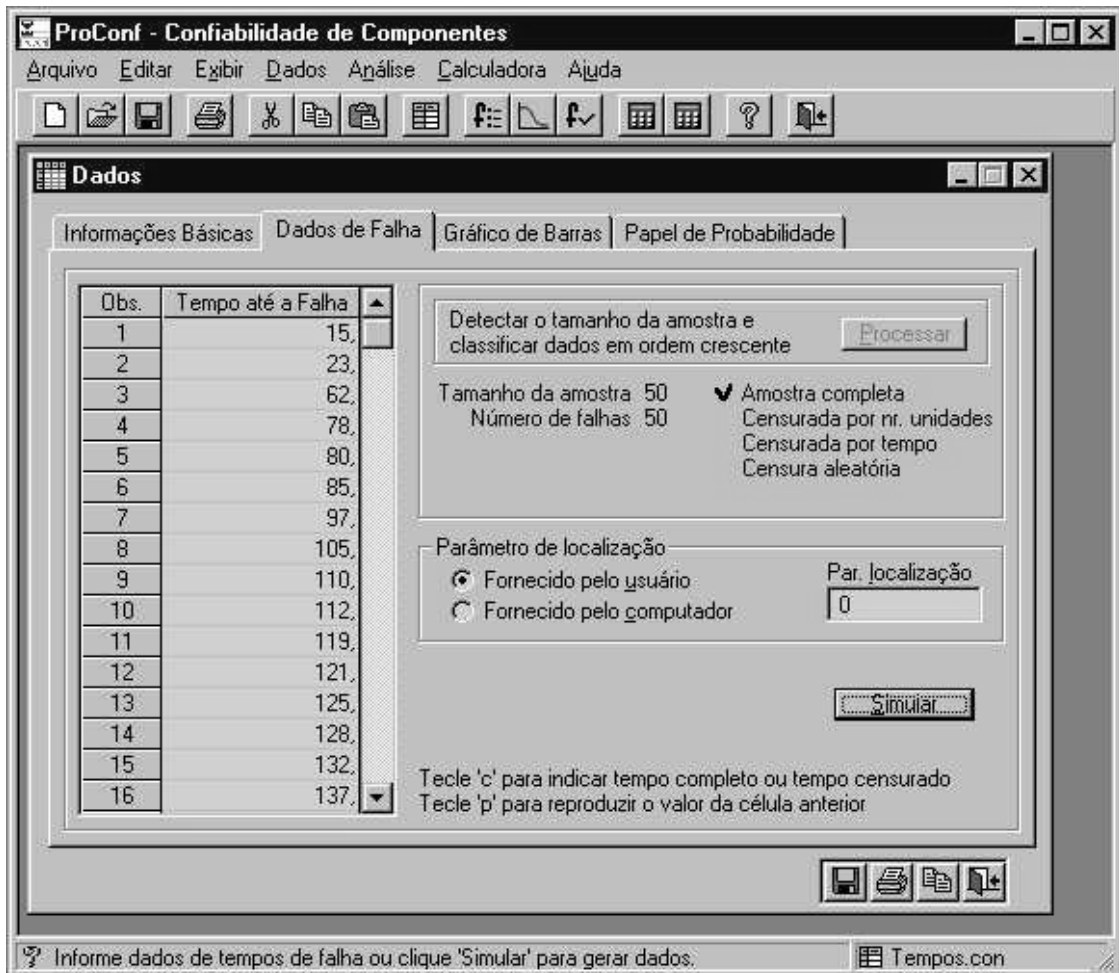 ProConf - Confiabilidade de Componentes
Arquivo Editar Exibir Dados Análise Calculadora Ajuda
Dados
Informações Básicas Dados de Falha Gráfico de Barras Papel de Probabilidade
Obs. Tempo até a Falha
1 15,
2 23,
3 62,
4 78,
5 80,
6 85,
7 97,
8 105,
9 110,
10 112,
11 119,
12 121,
13 125,
14 128,
15 132,
16 137,
Detectar o tamanho da amostra e
classificar dados em ordem crescente
Processar
Tamanho da amostra 50
Número de falhas 50
Amostra completa
Censurada por nr. unidades
Censurada por tempo
Censura aleatória
Parâmetro de localização
Fornecido pelo usuário
Fornecido pelo computador
Par. localização
0
Simular
Tecle 'c' para indicar tempo completo ou tempo censurado
Tecle 'p' para reproduzir o valor da célula anterior
Informe dados de tempos de falha ou clique 'Simular' para gerar dados. Tempos.con